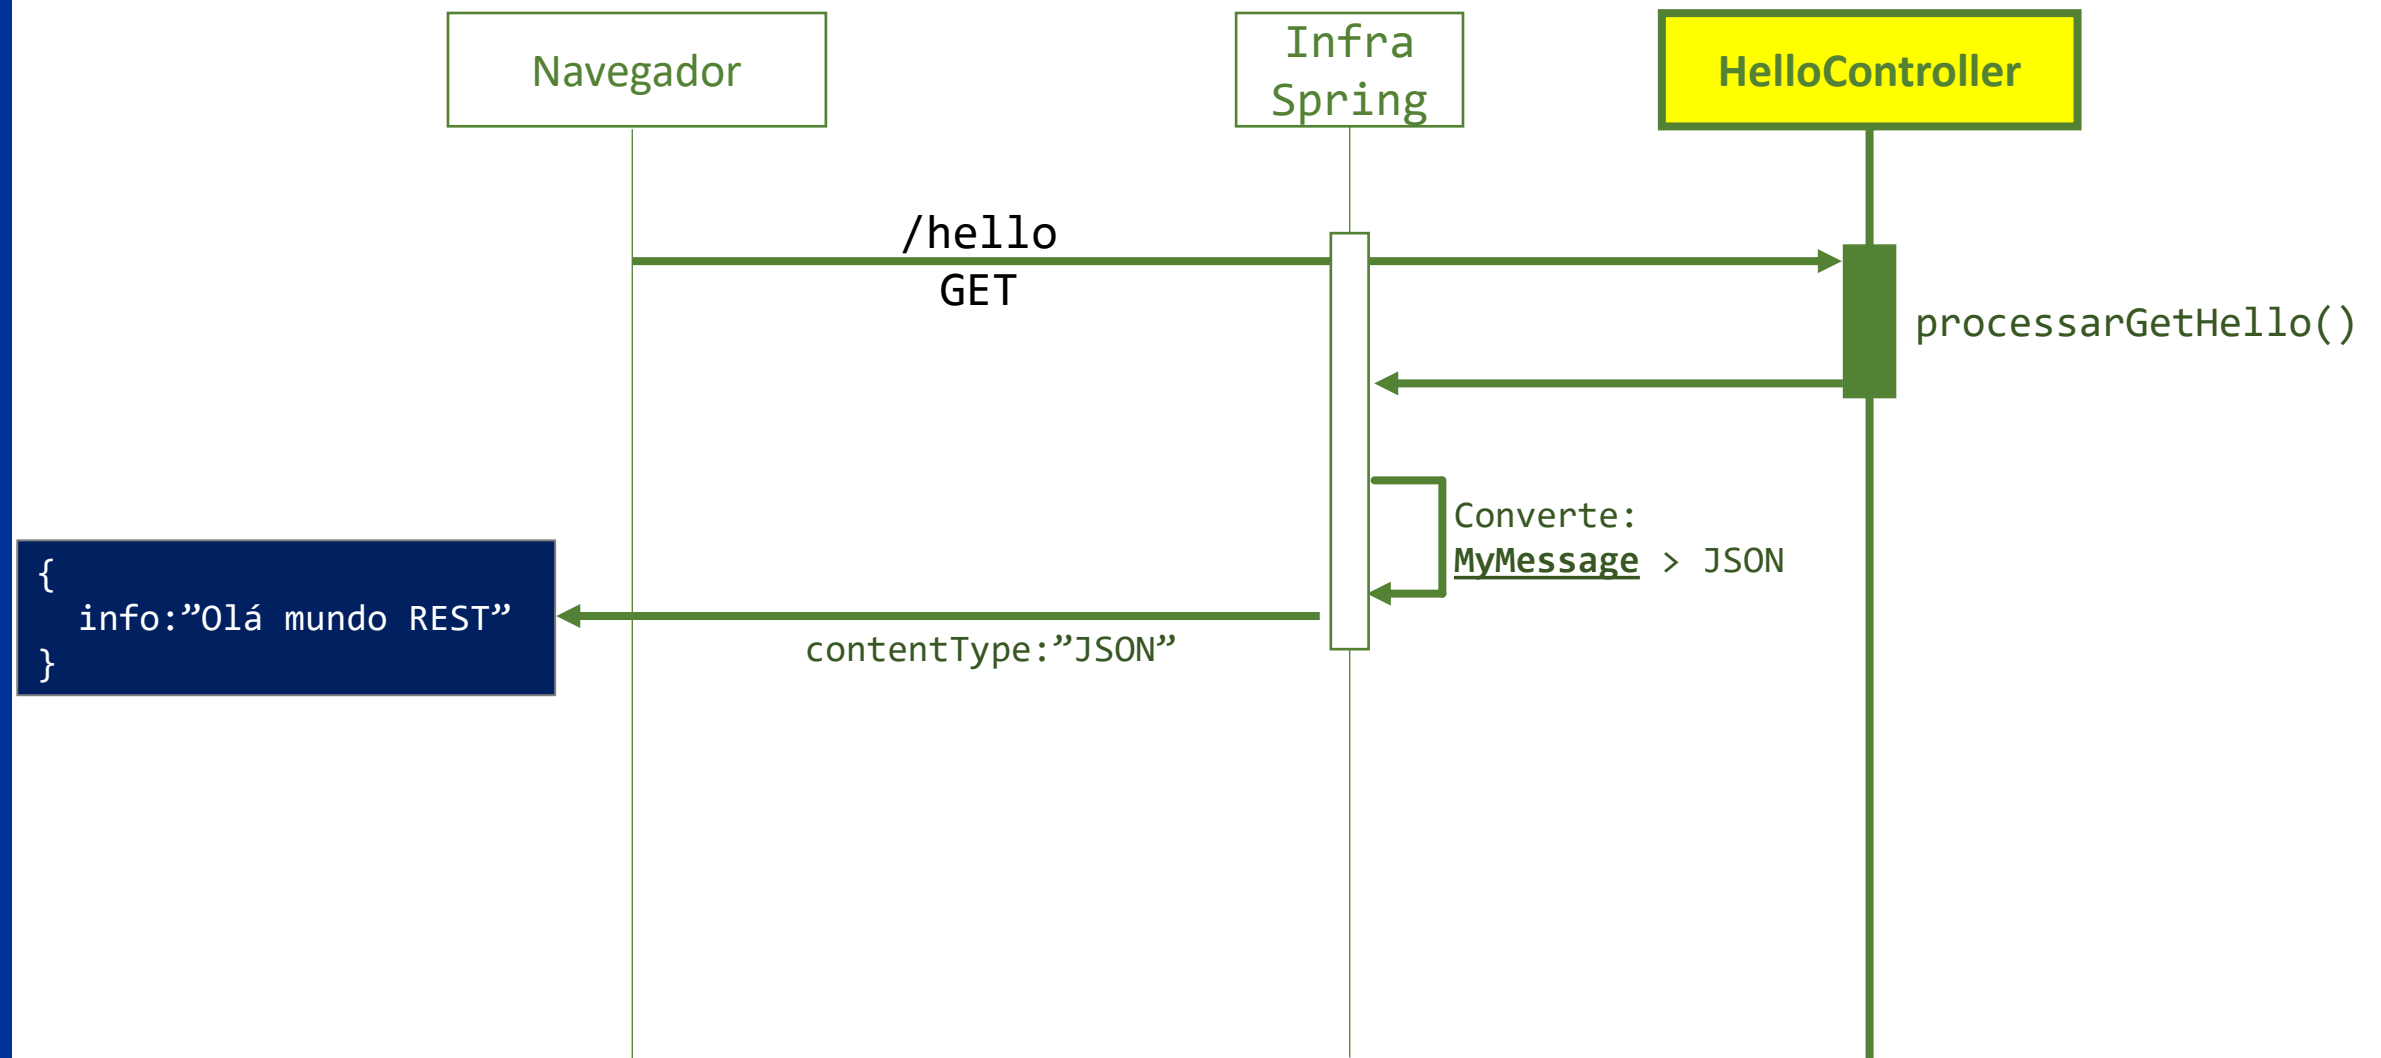 Navegador
Infra
Spring
HelloController
/hello
GET
processarGetHello()
Converte:
MyMessage > JSON
{
info:”Olá mundo REST”
}
contentType:”JSON”